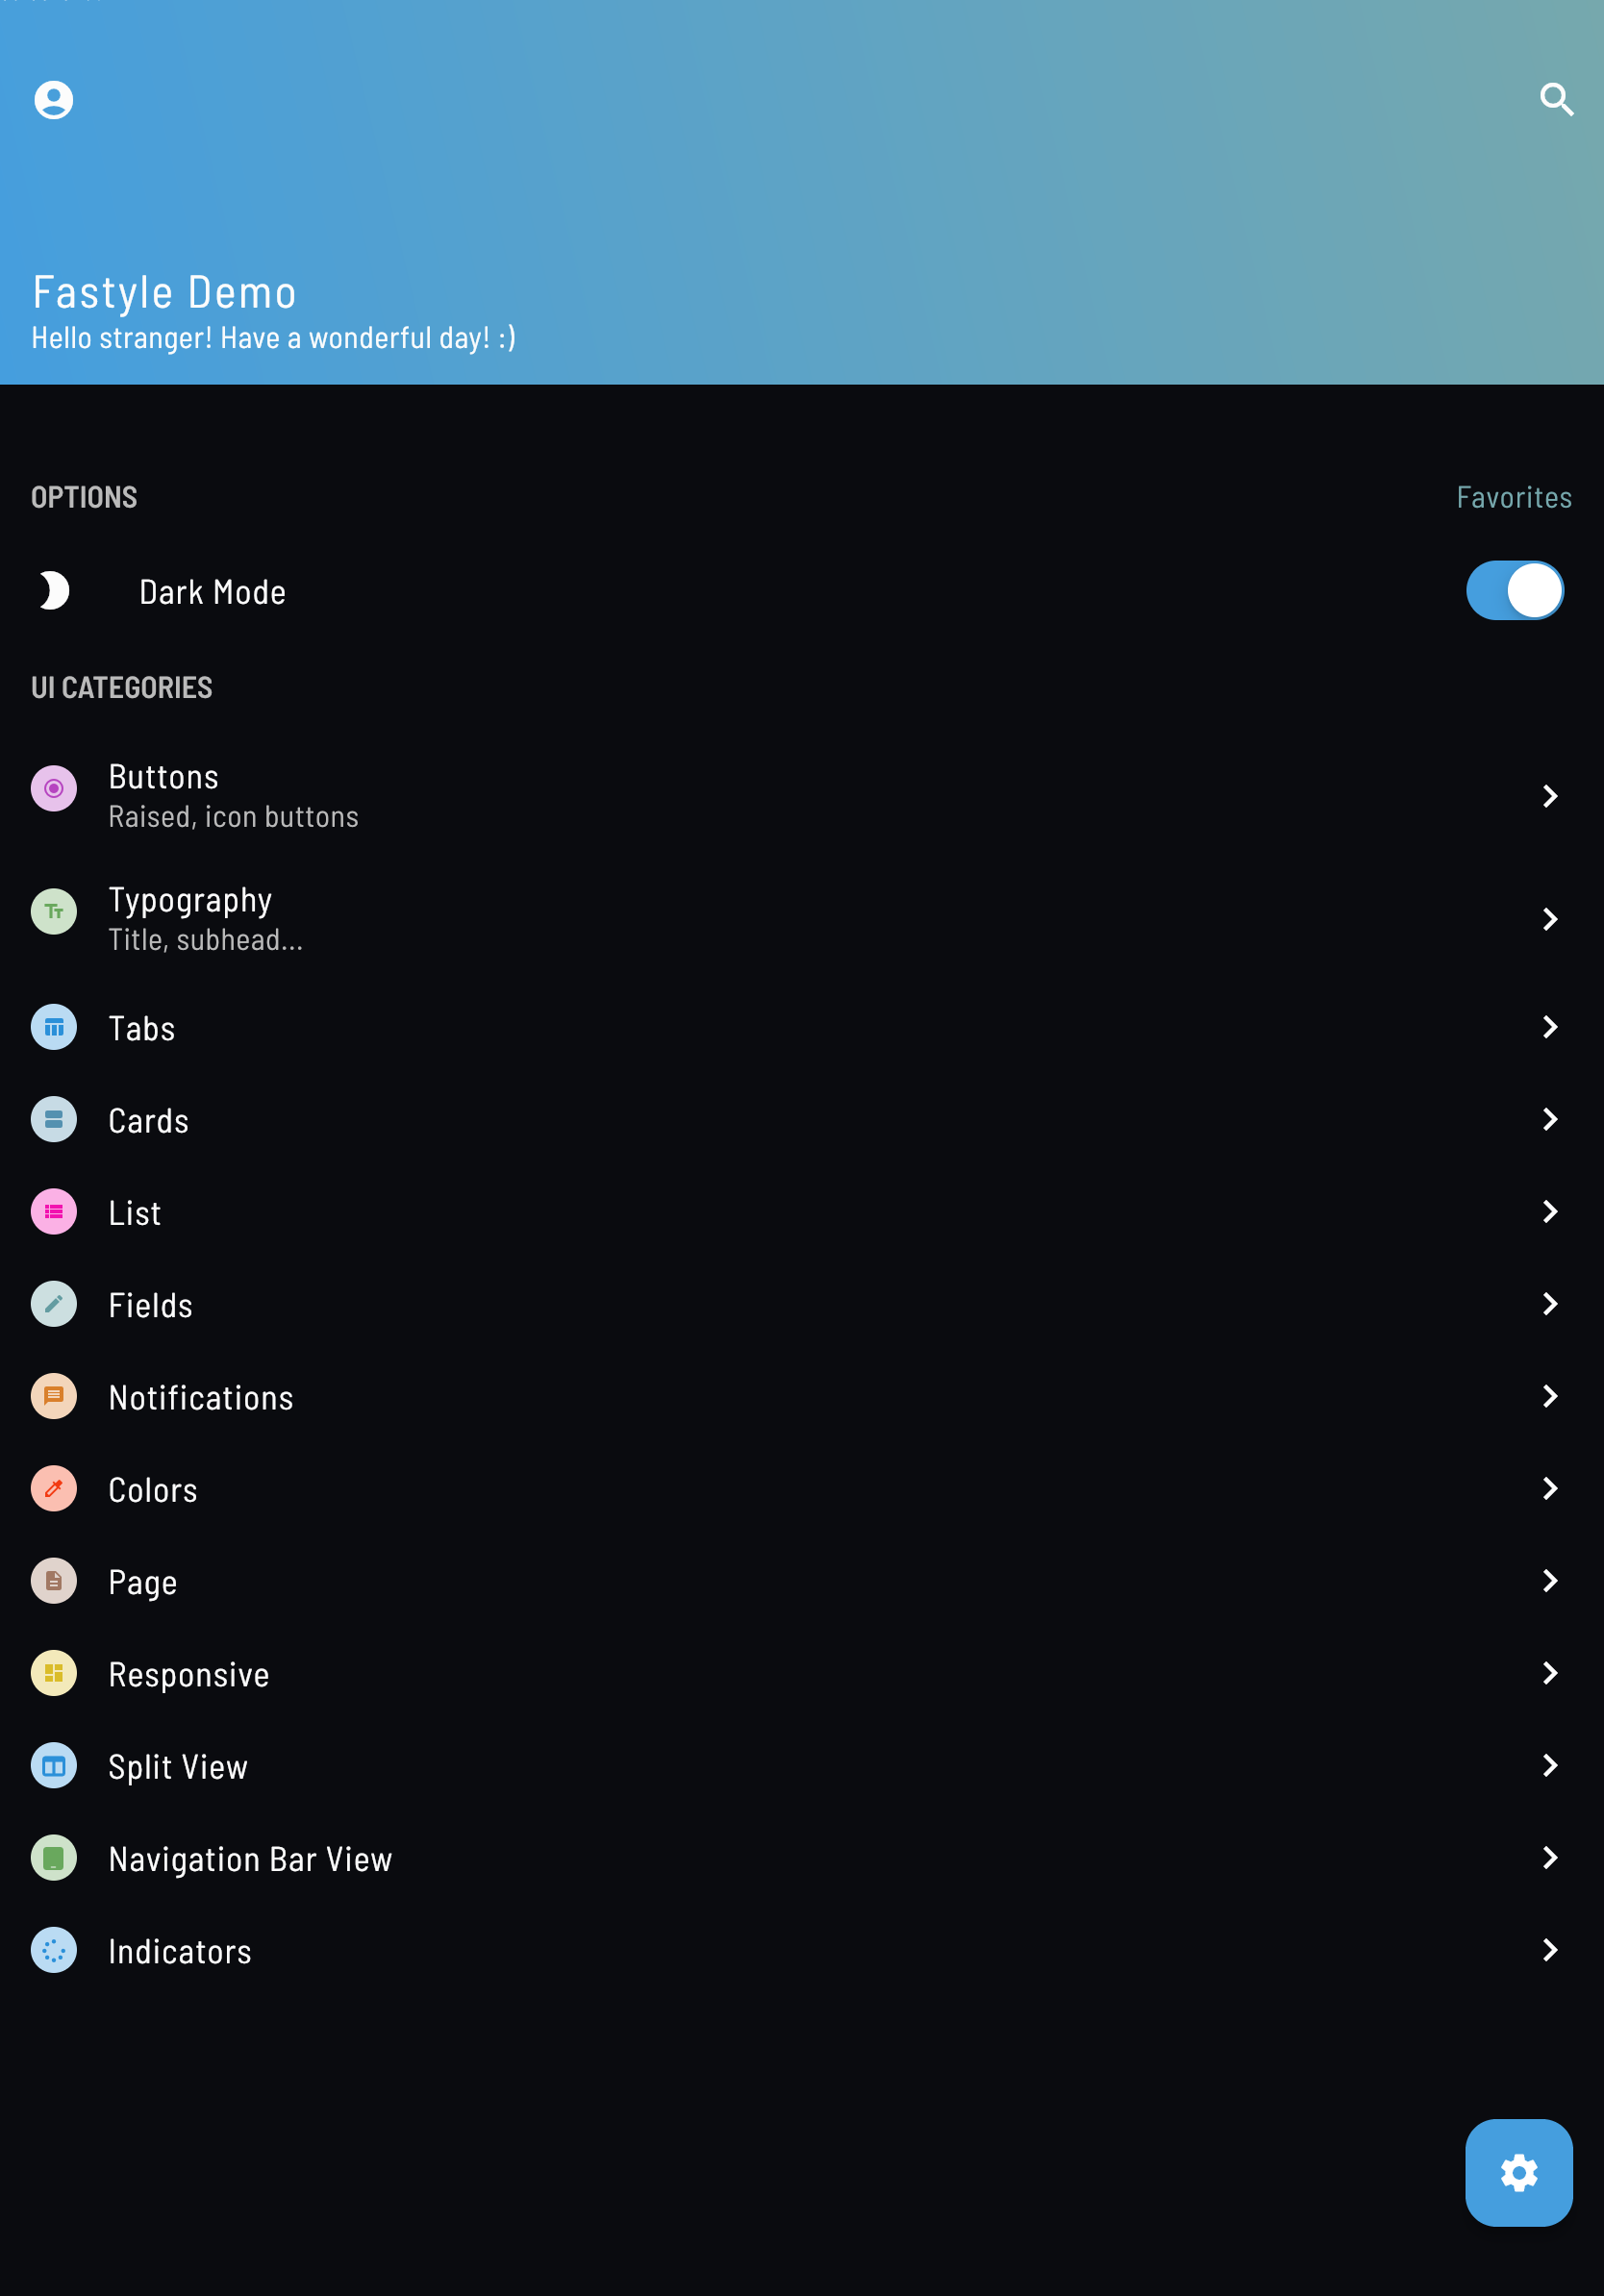 Fastyle Demo
Hello stranger! Have a wonderful day! :)
OPTIONS
Favorites
Dark Mode
UI CATEGORIES
Buttons
Raised, icon buttons
Typography
Title, subhead...
Tabs
Cards
List
Fields
Notifications
Colors
Page
Responsive
Split View
Navigation Bar View
Indicators